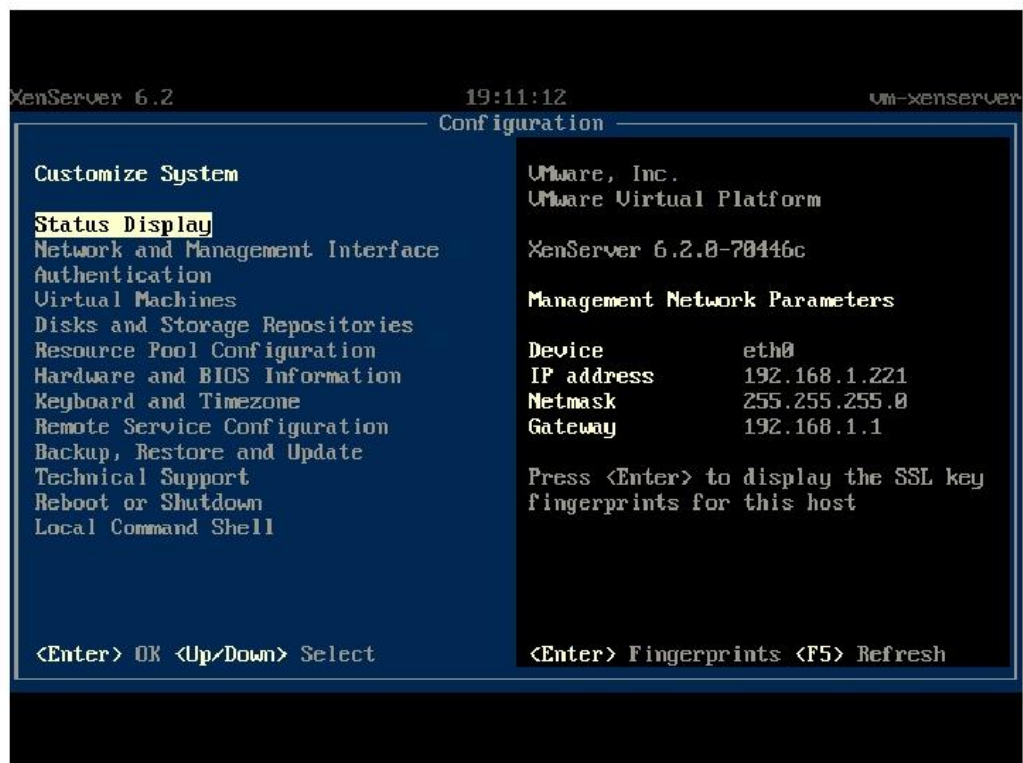 XenServer 6.2 19:11:12 vm-xenserver
Configuration
Customize System
Status Display
Network and Management Interface
Authentication
Virtual Machines
Disks and Storage Repositories
Resource Pool Configuration
Hardware and BIOS Information
Keyboard and Timezone
Remote Service Configuration
Backup, Restore and Update
Technical Support
Reboot or Shutdown
Local Command Shell
<Enter> OK <Up/Down> Select
VMware, Inc.
VMware Virtual Platform
XenServer 6.2.0-70446c
Management Network Parameters
Device eth0
IP address 192.168.1.221
Netmask 255.255.255.0
Gateway 192.168.1.1
Press <Enter> to display the SSL key
fingerprints for this host
<Enter> Fingerprints <F5> Refresh